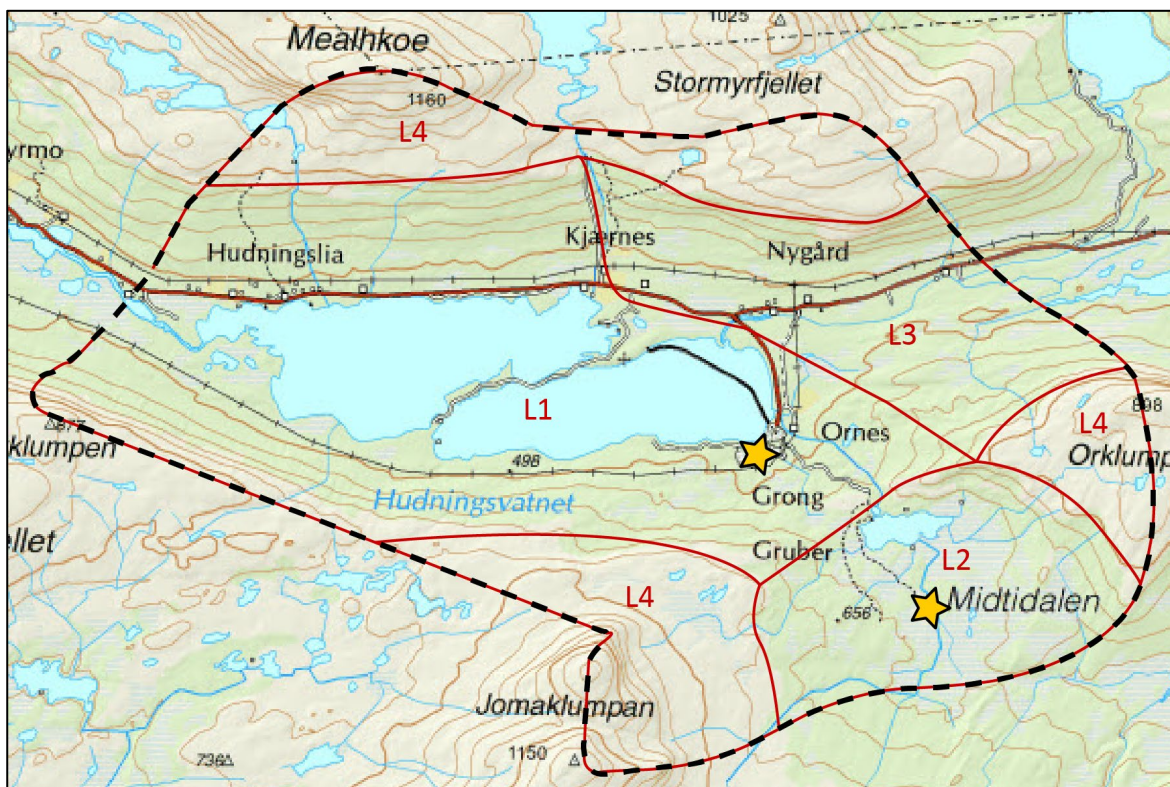 1025
Mealhkoe
Stormyrfjellet
1160
L4
yrmo
Kjærnes
Hudningslia
Nygård
L3
L1
L4
898
877
Ornes
klumpen
Orklump
498
Grong
Hudningsvatnet
ellet
Gruber
L2
L4
Midtidalen
656
Jomaklumpan
1150
736